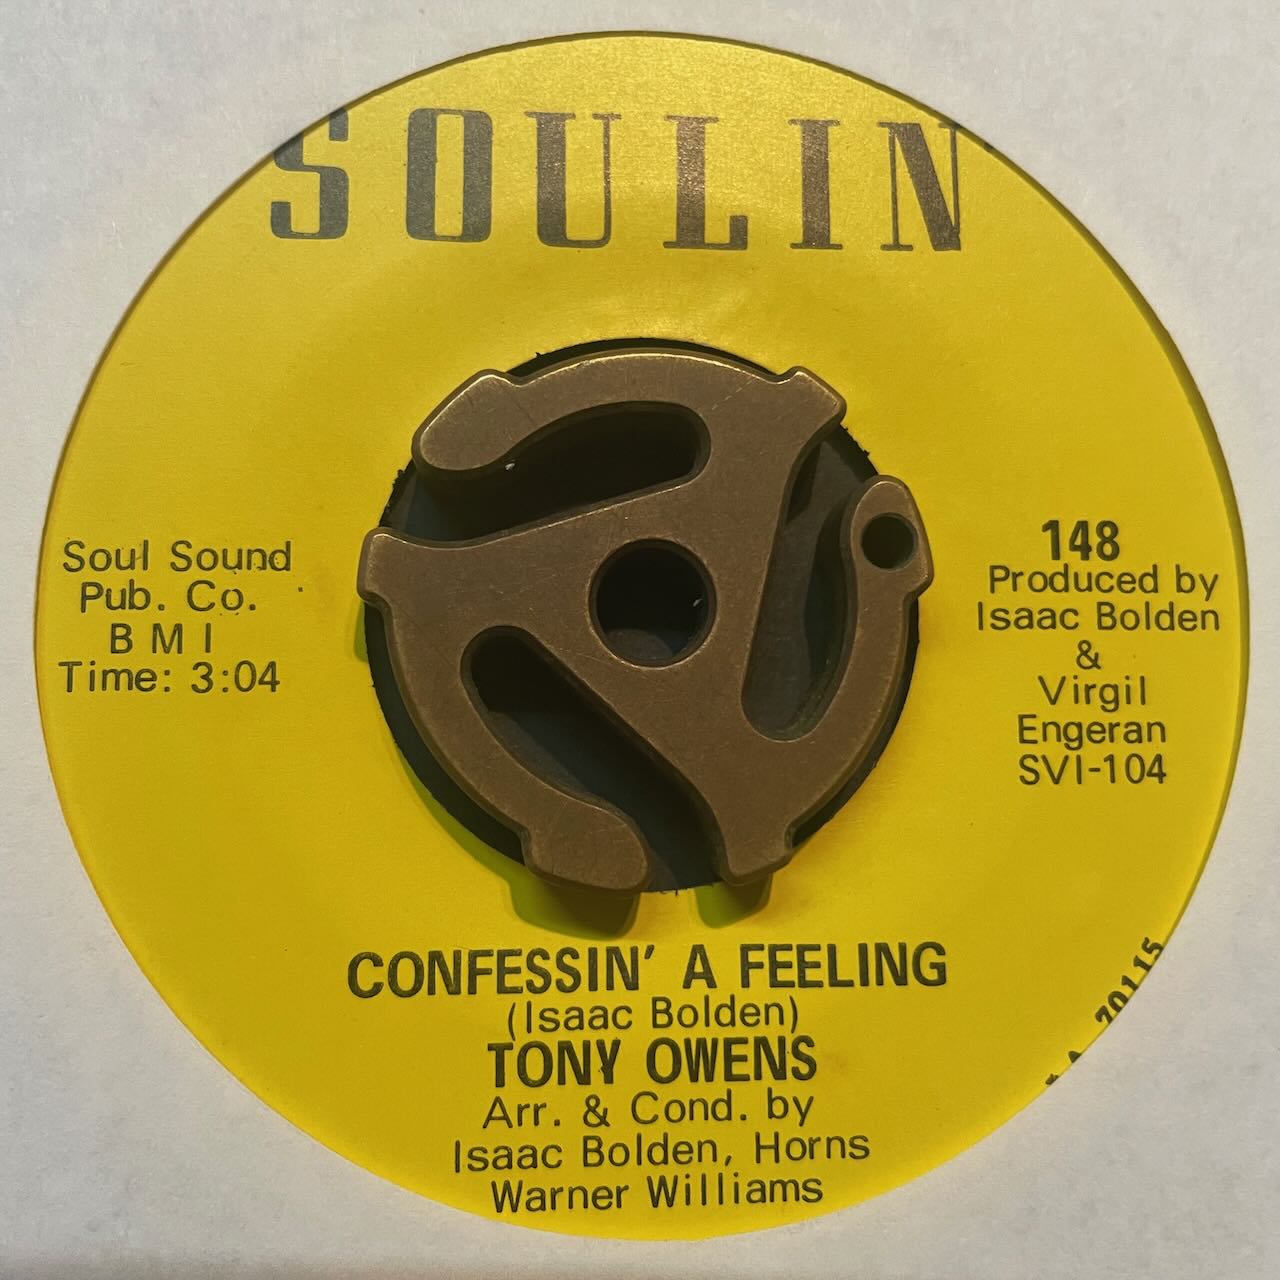 SOULIN'
Soul Sound
Pub. Co.
B M I
Time: 3:04
148
Produced by
Isaac Bolden
&
Virgil
Engeran
SVI-104
CONFESSIN' A FEELING
(Isaac Bolden)
TONY OWENS
Arr. & Cond. by
Isaac Bolden, Horns
Warner Williams
70115